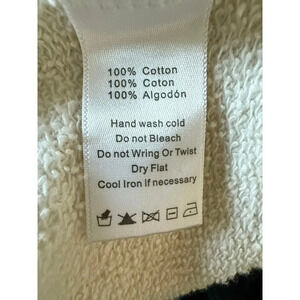 100% Cotton
100% Coton
100% Algodón
Hand wash cold
Do not Bleach
Do not Wring Or Twist
Dry Flat
Cool Iron if necessary